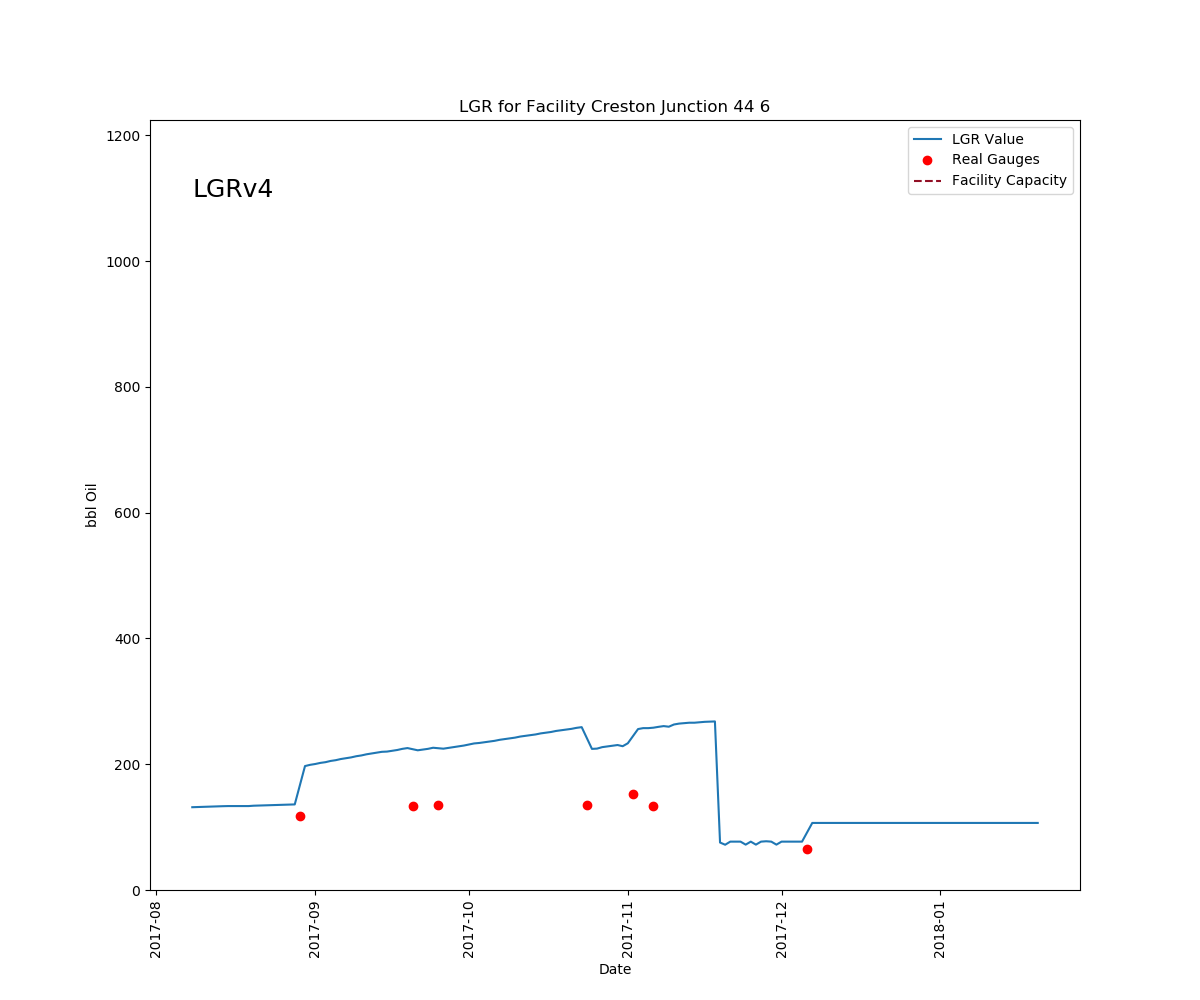 LGR for Facility Creston Junction 44 6
LGRv4
LGR Value
Real Gauges
Facility Capacity
bbl Oil
1200
1000
800
600
400
200
0
2017-08
2017-09
2017-10
2017-11
2017-12
2018-01
Date